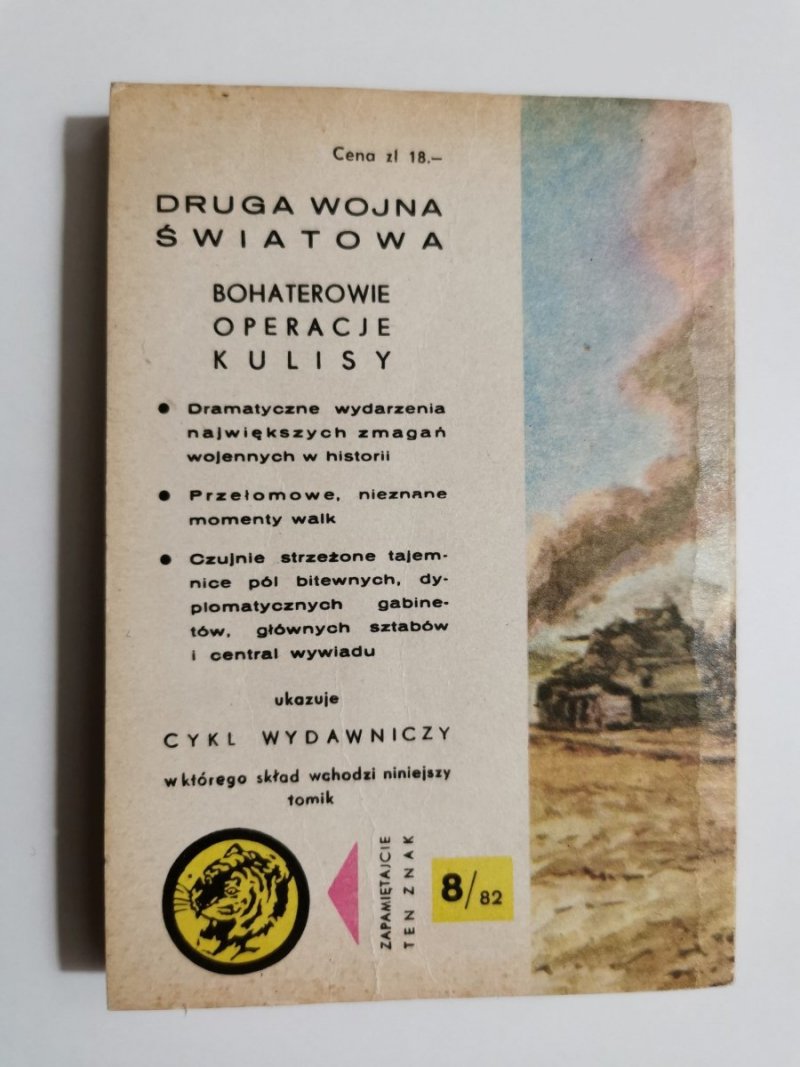 Cena zł 18.—
DRUGA WOJNA
ŚWIATOWA
BOHATEROWIE
OPERACJE
KULISY
● Dramatyczne wydarzenia
największych zmagań
wojennych w historii
● Przełomowe, nieznane
momenty walk
● Czujnie strzeżone tajem-
nice pól bitewnych, dy-
plomatycznych gabine-
tów, głównych sztabów
i central wywiadu
ukazuje
CYKL WYDAWNICZY
w którego skład wchodzi niniejszy
tomik
ZAPAMIĘTAJCIE
TEN ZNAK
8/82